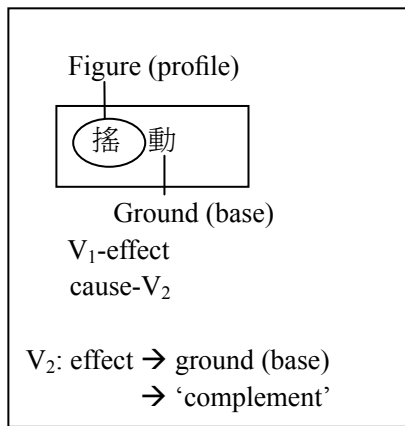 Figure (profile)
搖 動
Ground (base)
V₁-effect
cause-V₂
V₂: effect → ground (base)
→ ‘complement’